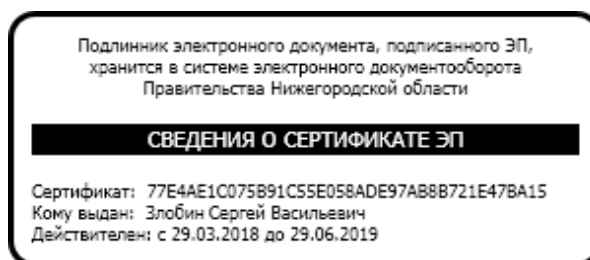 Подлинник электронного документа, подписанного ЭП,
хранится в системе электронного документооборота
Правительства Нижегородской области
СВЕДЕНИЯ О СЕРТИФИКАТЕ ЭП
Сертификат: 77E4AE1C075B91C55E058ADE97AB8B721E47BA15
Кому выдан: Злобин Сергей Васильевич
Действителен: с 29.03.2018 до 29.06.2019